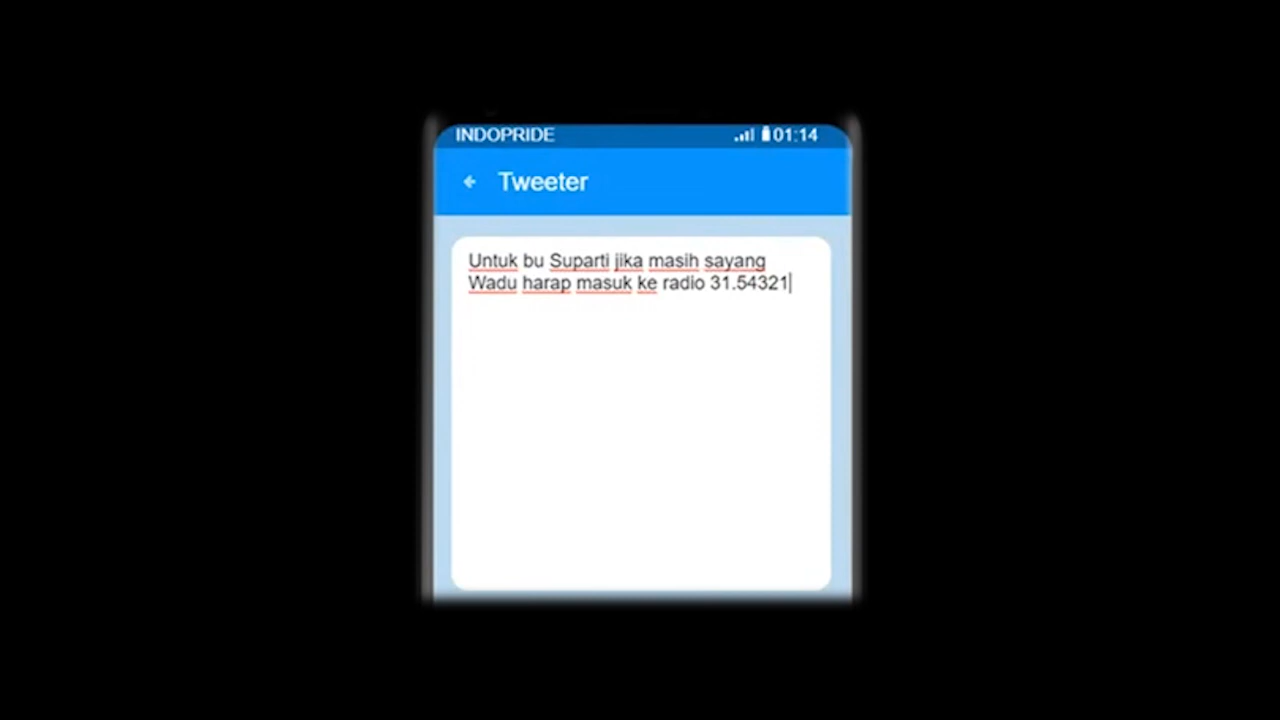 INDOPRIDE 01:14
Tweeter
Untuk bu Suparti jika masih sayang
Wadu harap masuk ke radio 31.54321